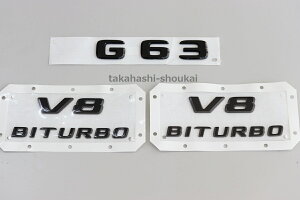 G 63
takahashi-shoukai
V8
BITURBO
V8
BITURBO